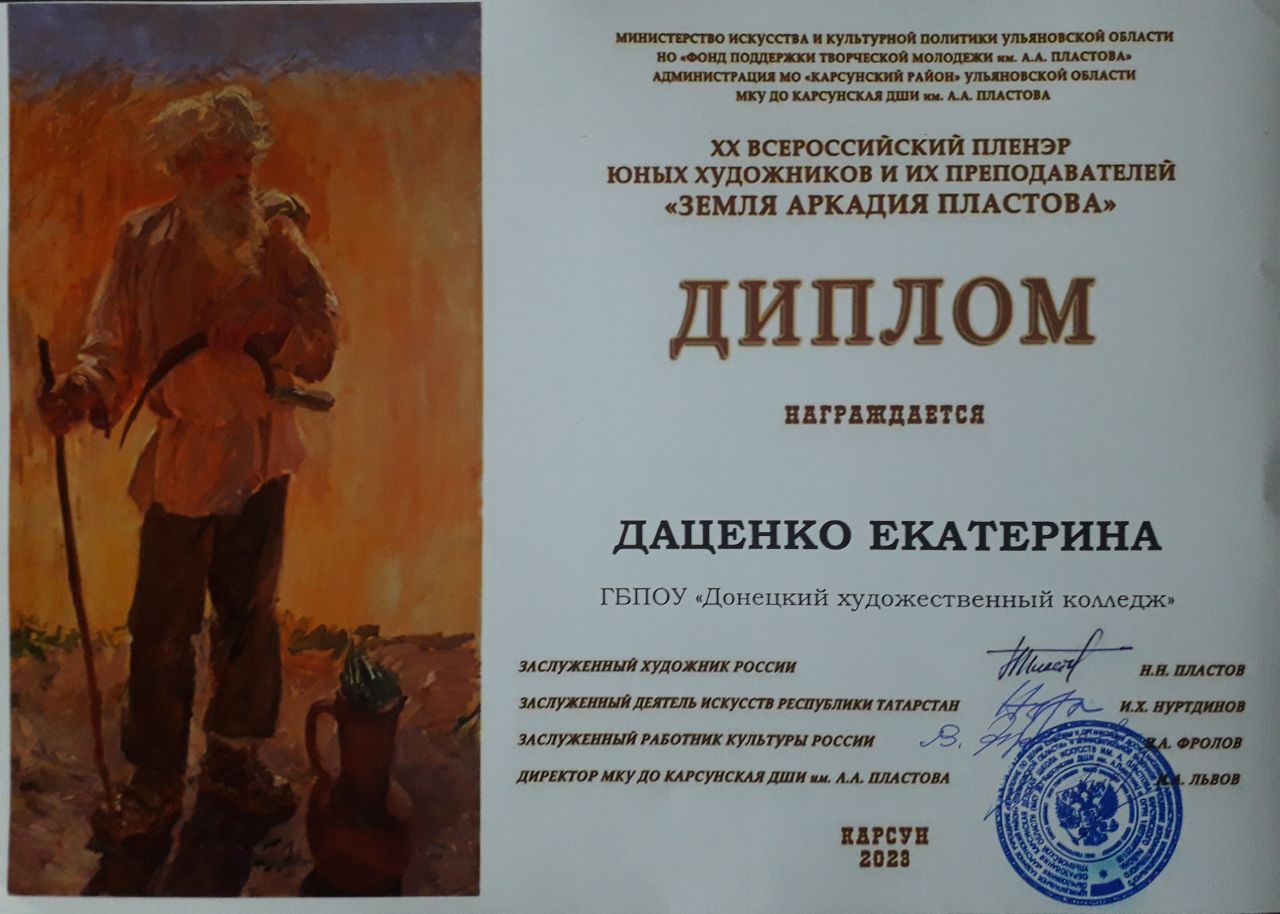 МИНИСТЕРСТВО ИСКУССТВА И КУЛЬТУРНОЙ ПОЛИТИКИ УЛЬЯНОВСКОЙ ОБЛАСТИ
НО «ФОНД ПОДДЕРЖКИ ТВОРЧЕСКОЙ МОЛОДЕЖИ им. А.А. ПЛАСТОВА»
АДМИНИСТРАЦИЯ МО «КАРСУНСКИЙ РАЙОН» УЛЬЯНОВСКОЙ ОБЛАСТИ
МКУ ДО КАРСУНСКАЯ ДШИ им. А.А. ПЛАСТОВА
XX ВСЕРОССИЙСКИЙ ПЛЕНЭР
ЮНЫХ ХУДОЖНИКОВ И ИХ ПРЕПОДАВАТЕЛЕЙ
«ЗЕМЛЯ АРКАДИЯ ПЛАСТОВА»
ДИПЛОМ
НАГРАЖДАЕТСЯ
ДАЦЕНКО ЕКАТЕРИНА
ГБПОУ «Донецкий художественный колледж»
ЗАСЛУЖЕННЫЙ ХУДОЖНИК РОССИИ Н.Н. ПЛАСТОВ
ЗАСЛУЖЕННЫЙ ДЕЯТЕЛЬ ИСКУССТВ РЕСПУБЛИКИ ТАТАРСТАН И.Х. НУРТДИНОВ
ЗАСЛУЖЕННЫЙ РАБОТНИК КУЛЬТУРЫ РОССИИ В.А. ФРОЛОВ
ДИРЕКТОР МКУ ДО КАРСУНСКАЯ ДШИ им. А.А. ПЛАСТОВА ЛЬВОВ
КАРСУН
2023